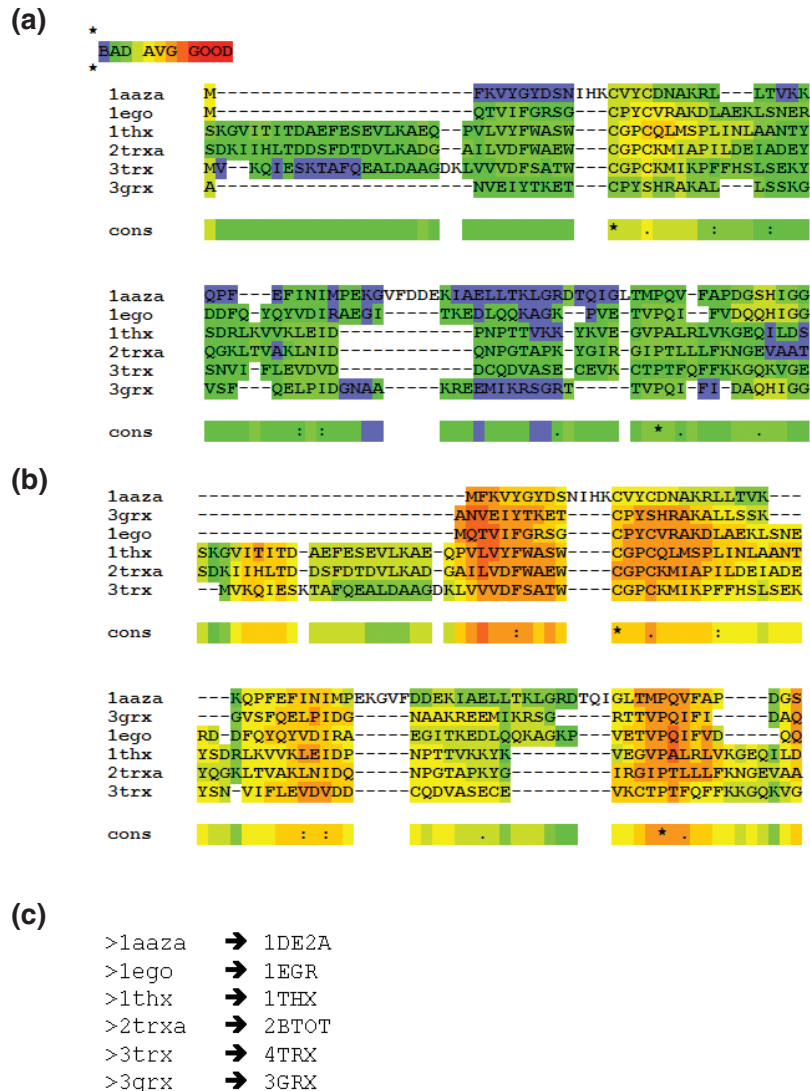 (a)
*
BAD AVG GOOD
*
1aaza M-----------------------FKVYGYDSNIHKCVYCDNAKRL---LTVKK
1ego M-----------------------QTVIFGRSG---CPYCVRAKDLAEKLSNER
1thx SKGVITITDAEFESEVLKAEQ--PVLVYFWASW---CGPCQLMSPLINLAANTY
2trxa SDKIIHLTDDSFDTDVLKADG--AILVDFWAEW---CGPCKMIAPILDEIADEY
3trx MV--KQIESKTAFQEALDAAGDKLVVVDFSATW---CGPCKMIKPFFHSLSEKY
3grx A-----------------------NVEIYTKET---CPYSHRAKAL---LSSKG
cons * . : :
1aaza QPF---EFINIMPEKGVFDDEKIAELLTKLGRDTQIGLTMPQV-FAPDGSHIGG
1ego DDFQ-YQYVDIRAEGI----TKEDLQQKAGK--PVE-TVPQI--FVDQQHIGG
1thx SDRLKVVKLEID------------PNPTTVKK-YKVE-GVPALRLVKGEQILDS
2trxa QGKLTVAKLNID------------QNPGTAPK-YGIR-GIPTLLLFKNGEVAAT
3trx SNVI-FLEVDVD------------DCQDVASE-CEVK-CTPTFQFFKKGQKVGE
3grx VSF--QELPIDGNAA------KREEMIKRSGRT----TVPQI--FIDAQHIGG
cons : : . * . .
(b)
1aaza ------------------------MFKVYGYDSNIHKCVYCDNAKRLLTVK---
3grx -----------------------ANVEIYTKET----CPYSHRAKALLSSK---
1ego ------------------------MQTVIFGRSG---CPYCVRAKDLAEKLSNE
1thx SKGVITITD-AEFESEVLKAE-QPVLVYFWASW----CGPCQLMSPLINLAANT
2trxa SDKIIHLTD-DSFDTDVLKAD-GAILVDFWAEW----CGPCKMIAPILDEIADE
3trx --MVKQIESKTAFQEALDAAGDKLVVVDFSATW----CGPCKMIKPFFHSLSEK
cons : * . :
1aaza ---KQPFEFINIMPEKGVFDDEKIAELLTKLGRDTQIGLTMPQVFAP----DGS
3grx ---GVSFQELPIDG-----NAAKREEMIKRSG------RTTVPQIFI----DAQ
1ego RD-DFQYQYVDIRA-----EGITKEDLQQKAGKP---VETVPQIFVD----QQ
1thx YSDRLKVVKLEIDP-----NPTTVKKYK---------VEGVPALRLVKGEQILD
2trxa YQGKLTVAKLNIDQ-----NPGTAPKYG---------IRGIPTLLLFKNGEVAA
3trx YSN-VIFLEVDVDD-----CQDVASECE---------VKCTPTFQFFKKGQKVG
cons : : . * .
(c)
>1aaza ➔ 1DE2A
>1ego ➔ 1EGR
>1thx ➔ 1THX
>2trxa ➔ 2BTOT
>3trx ➔ 4TRX
>3grx ➔ 3GRX